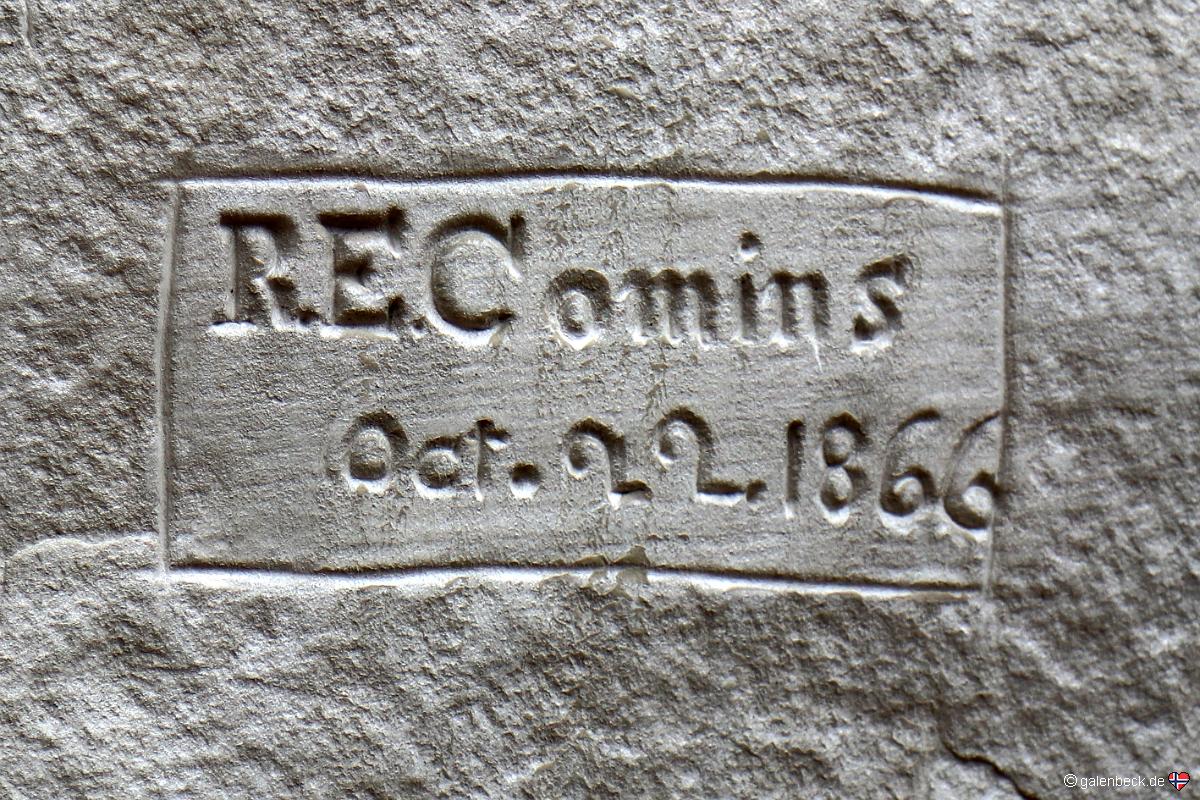 R.E.Comins
Oct. 22. 1866
© galenbeck.de